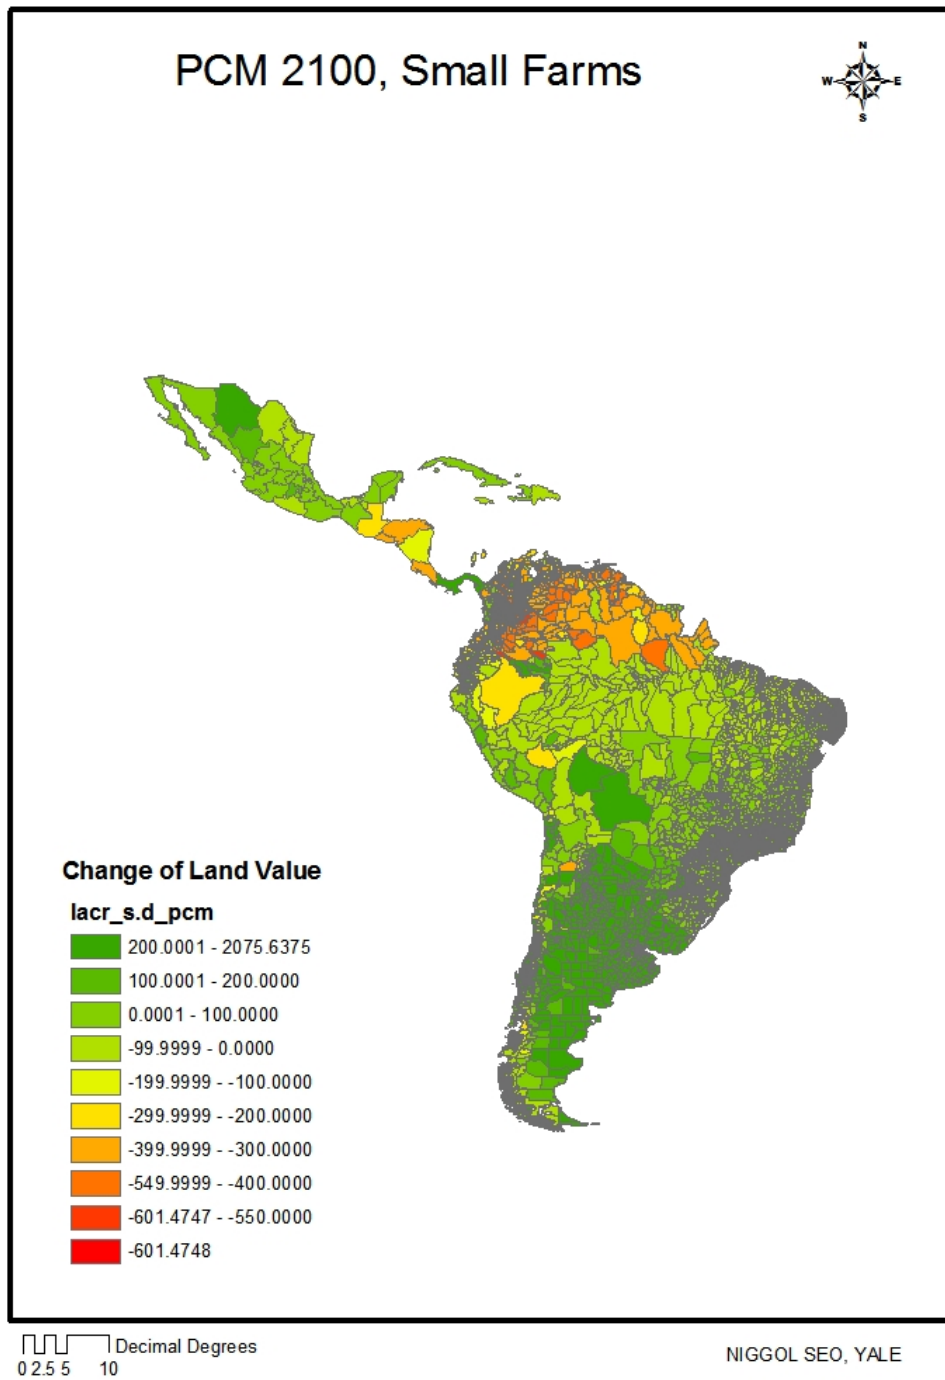 PCM 2100, Small Farms
N
W E
S
Change of Land Value
lacr_s.d_pcm
200.0001 - 2075.6375
100.0001 - 200.0000
0.0001 - 100.0000
-99.9999 - 0.0000
-199.9999 - -100.0000
-299.9999 - -200.0000
-399.9999 - -300.0000
-549.9999 - -400.0000
-601.4747 - -550.0000
-601.4748
Decimal Degrees
0 2.5 5 10
NIGGOL SEO, YALE